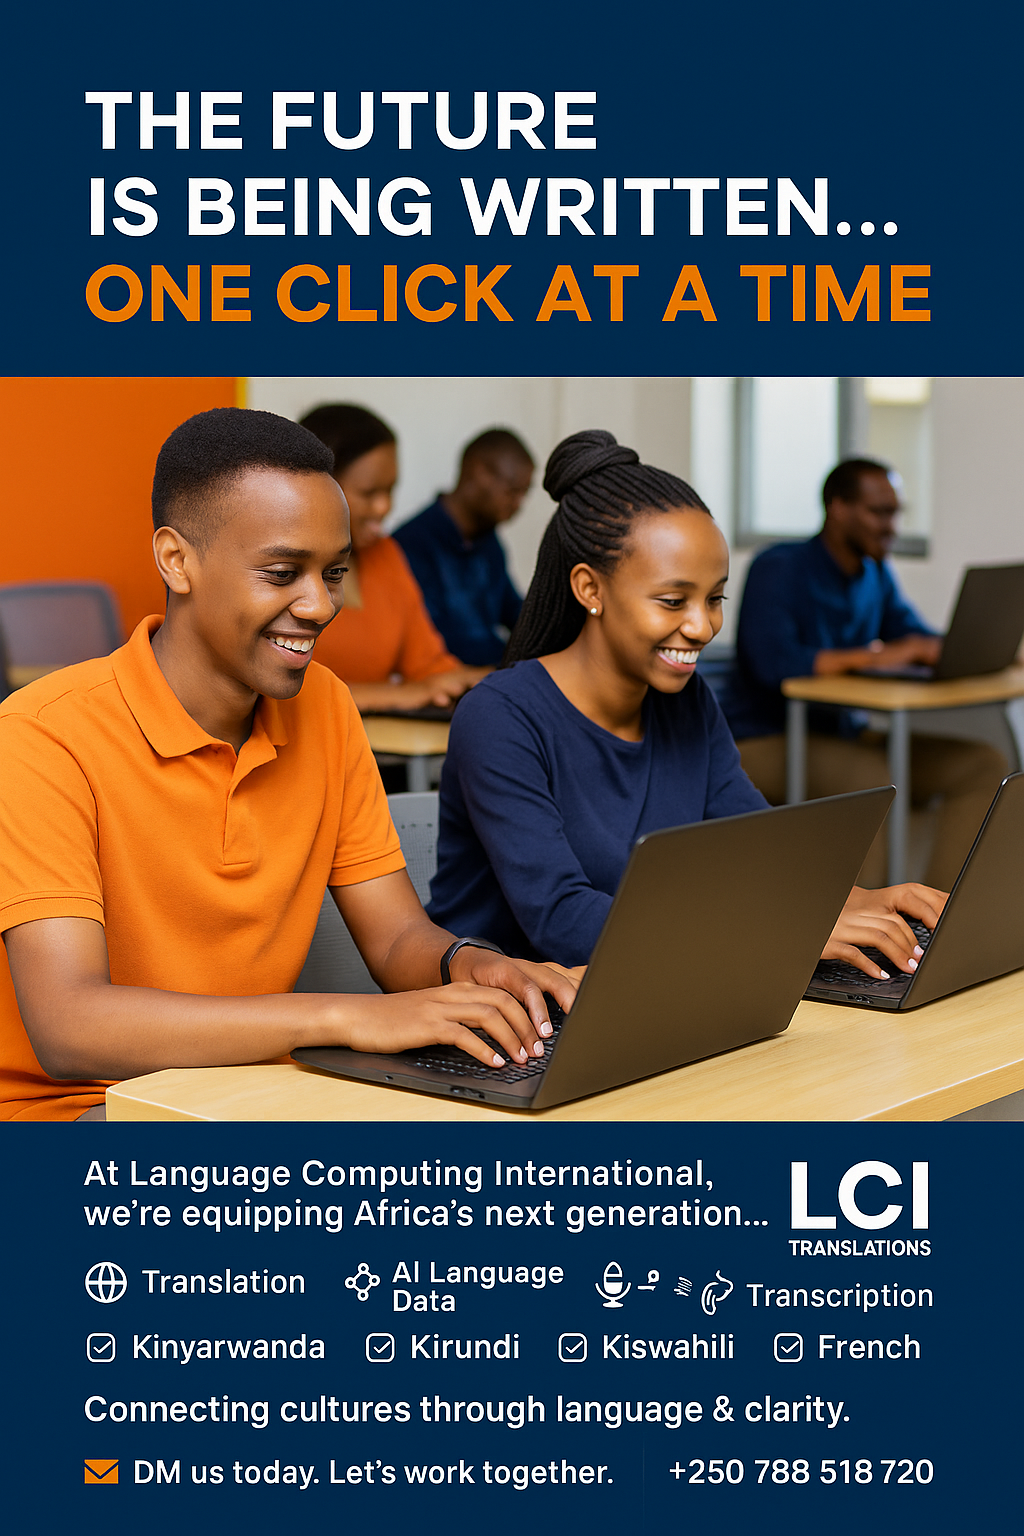 THE FUTURE
IS BEING WRITTEN...
ONE CLICK AT A TIME
At Language Computing International,
we're equipping Africa's next generation...
LCI
TRANSLATIONS
Translation
AI Language
Data
Transcription
Kinyarwanda
Kirundi
Kiswahili
French
Connecting cultures through language & clarity.
DM us today. Let's work together.
+250 788 518 720